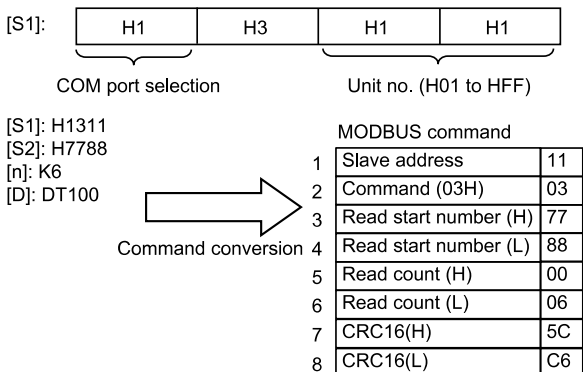 [S1]: H1 H3 H1 H1
COM port selection
Unit no. (H01 to HFF)
[S1]: H1311
[S2]: H7788
[n]: K6
[D]: DT100
Command conversion
MODBUS command
1 Slave address 11
2 Command (03H) 03
3 Read start number (H) 77
4 Read start number (L) 88
5 Read count (H) 00
6 Read count (L) 06
7 CRC16(H) 5C
8 CRC16(L) C6